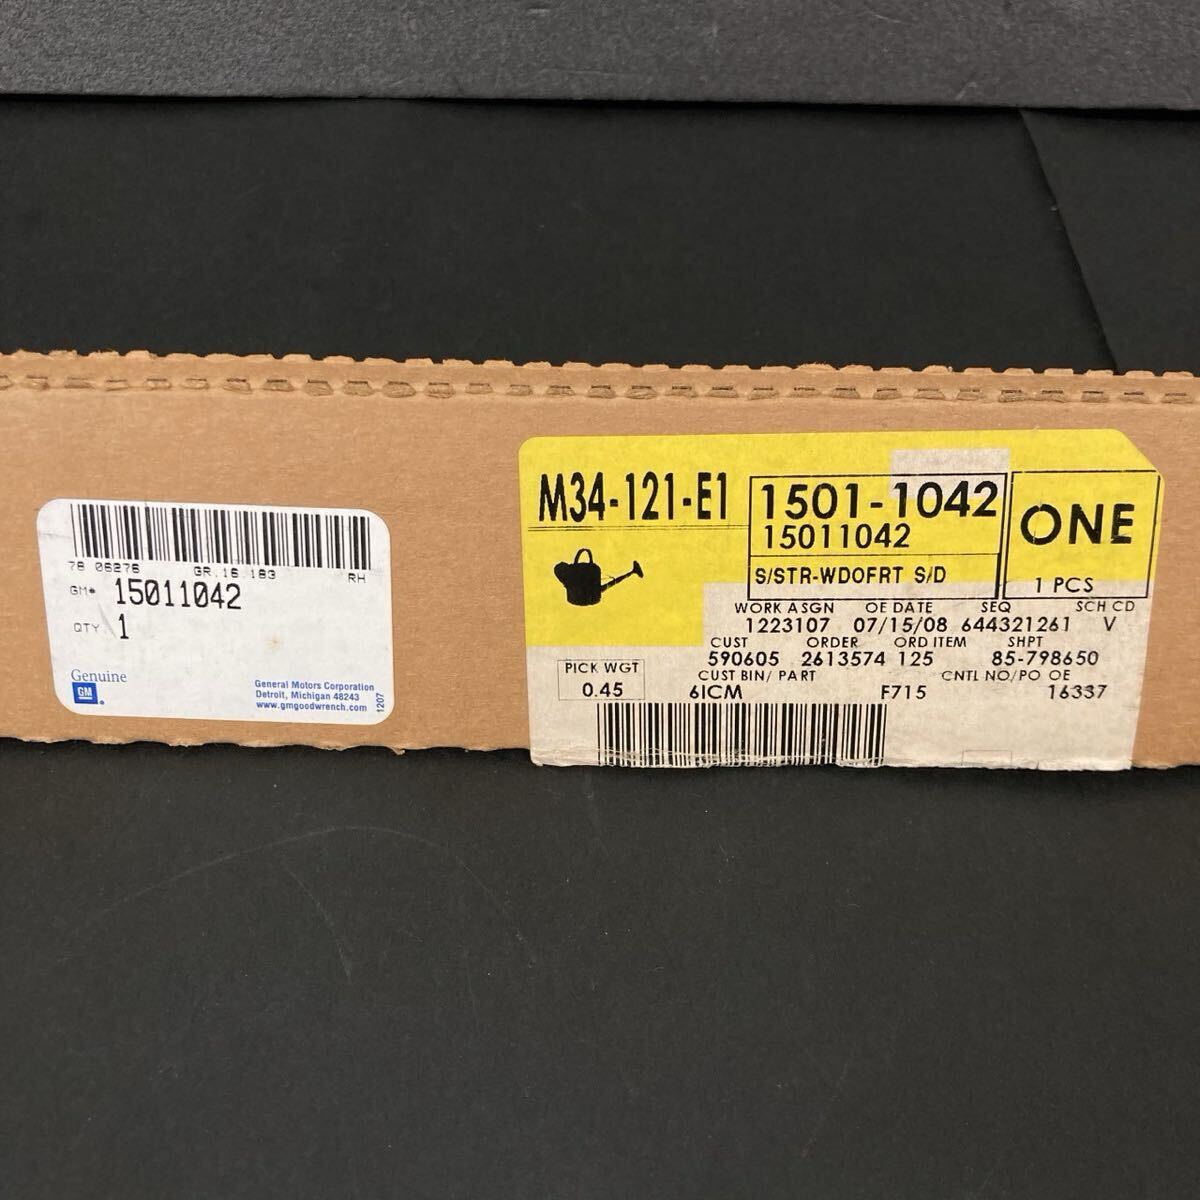 78 06276 GR.16.183 RH
GM# 15011042
QTY 1
Genuine
GM
General Motors Corporation
Detroit, Michigan 48243
www.gmgoodwrench.com
1207
M34-121-E1
1501-1042
15011042
S/STR-WDOFRT S/D
ONE
1 PCS
WORK ASGN OE DATE SEQ SCH CD
1223107 07/15/08 644321261 V
CUST ORDER ORD ITEM SHPT
590605 2613574 125 85-798650
PICK WGT
0.45
CUST BIN/ PART CNTL NO/PO OE
6ICM F715 16337